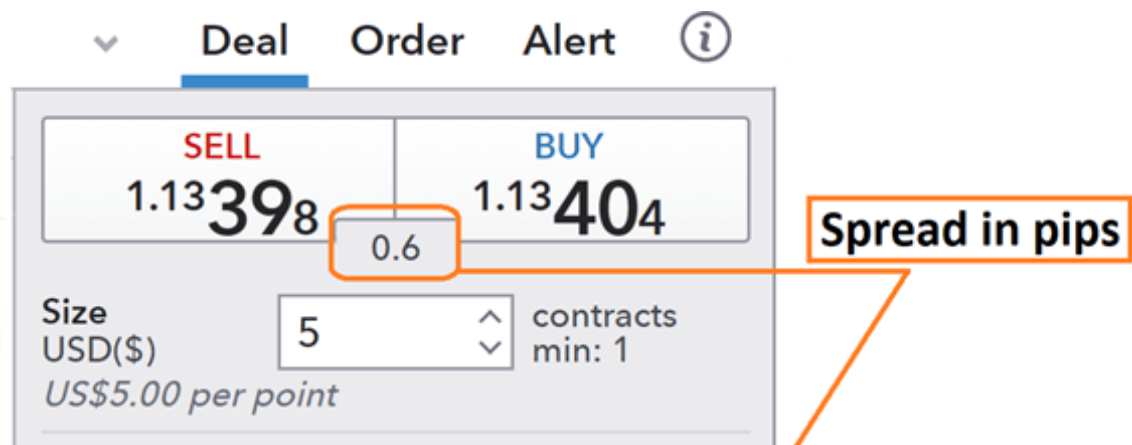 Deal Order Alert i
SELL BUY
1.13398 1.13404
0.6
Spread in pips
Size 5 contracts
USD($) min: 1
US$5.00 per point